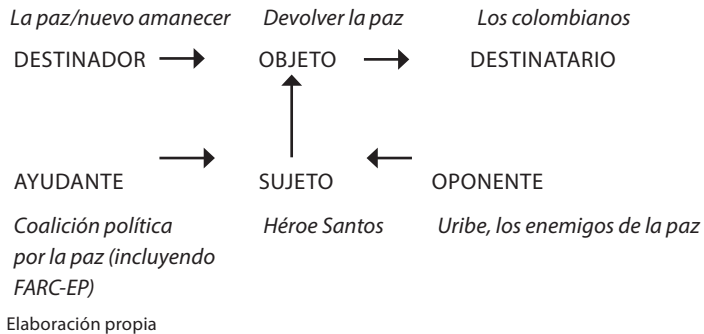 La paz/nuevo amanecer Devolver la paz Los colombianos
DESTINADOR OBJETO DESTINATARIO
AYUDANTE SUJETO OPONENTE
Coalición política Héroe Santos Uribe, los enemigos de la paz
por la paz (incluyendo
FARC-EP)
Elaboración propia